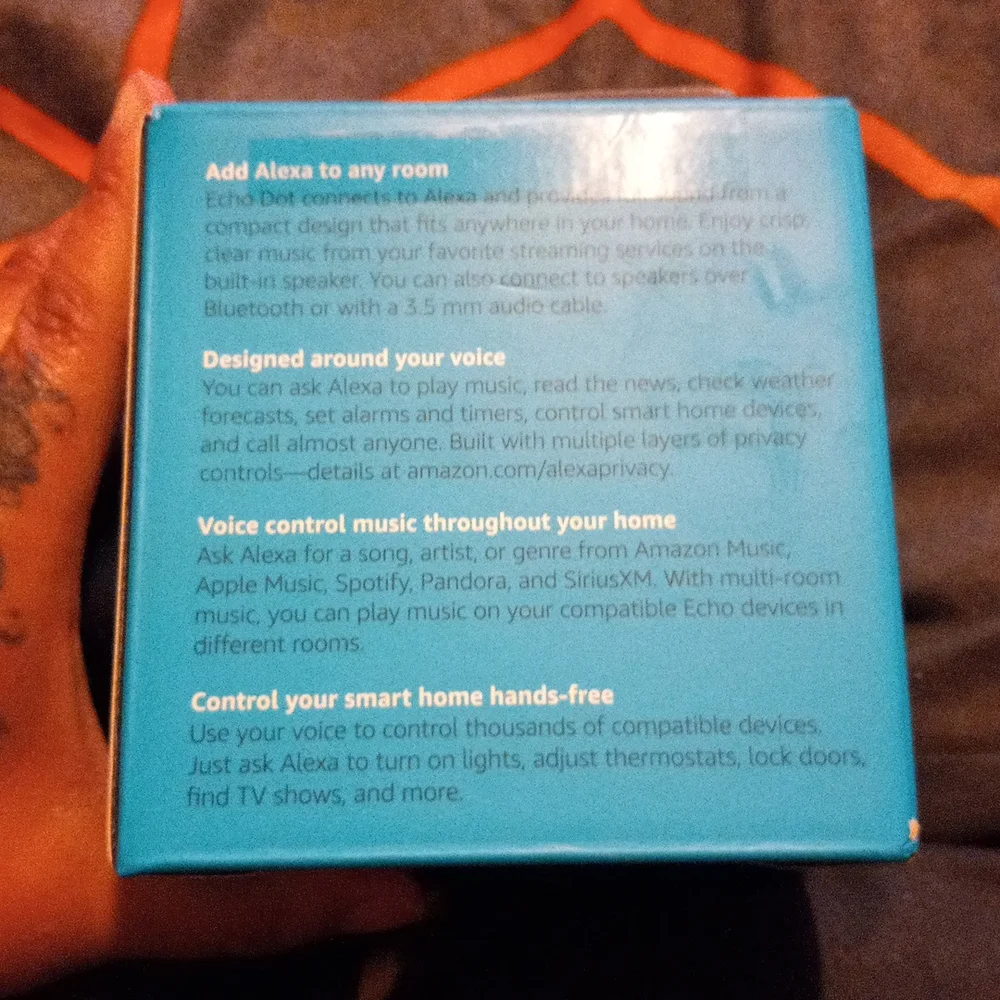 Add Alexa to any room
Echo Dot connects to Alexa and provides sound from a
compact design that fits anywhere in your home. Enjoy crisp,
clear music from your favorite streaming services on the
built-in speaker. You can also connect to speakers over
Bluetooth or with a 3.5 mm audio cable.
Designed around your voice
You can ask Alexa to play music, read the news, check weather
forecasts, set alarms and timers, control smart home devices,
and call almost anyone. Built with multiple layers of privacy
controls—details at amazon.com/alexaprivacy.
Voice control music throughout your home
Ask Alexa for a song, artist, or genre from Amazon Music,
Apple Music, Spotify, Pandora, and SiriusXM. With multi-room
music, you can play music on your compatible Echo devices in
different rooms.
Control your smart home hands-free
Use your voice to control thousands of compatible devices.
Just ask Alexa to turn on lights, adjust thermostats, lock doors,
find TV shows, and more.